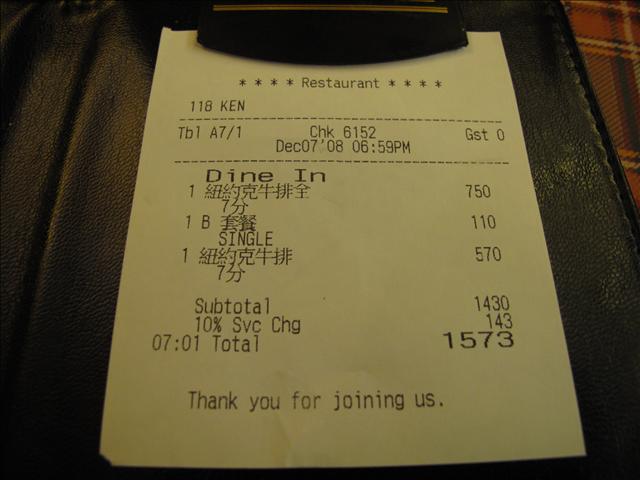 * * * * Restaurant * * * *
118 KEN
Tbl A7/1 Chk 6152 Gst 0
Dec07'08 06:59PM
Dine In
1 紐約克牛排全 750
7分
1 B 套餐 110
SINGLE
1 紐約克牛排 570
7分
Subtotal 1430
10% Svc Chg 143
07:01 Total 1573
Thank you for joining us.